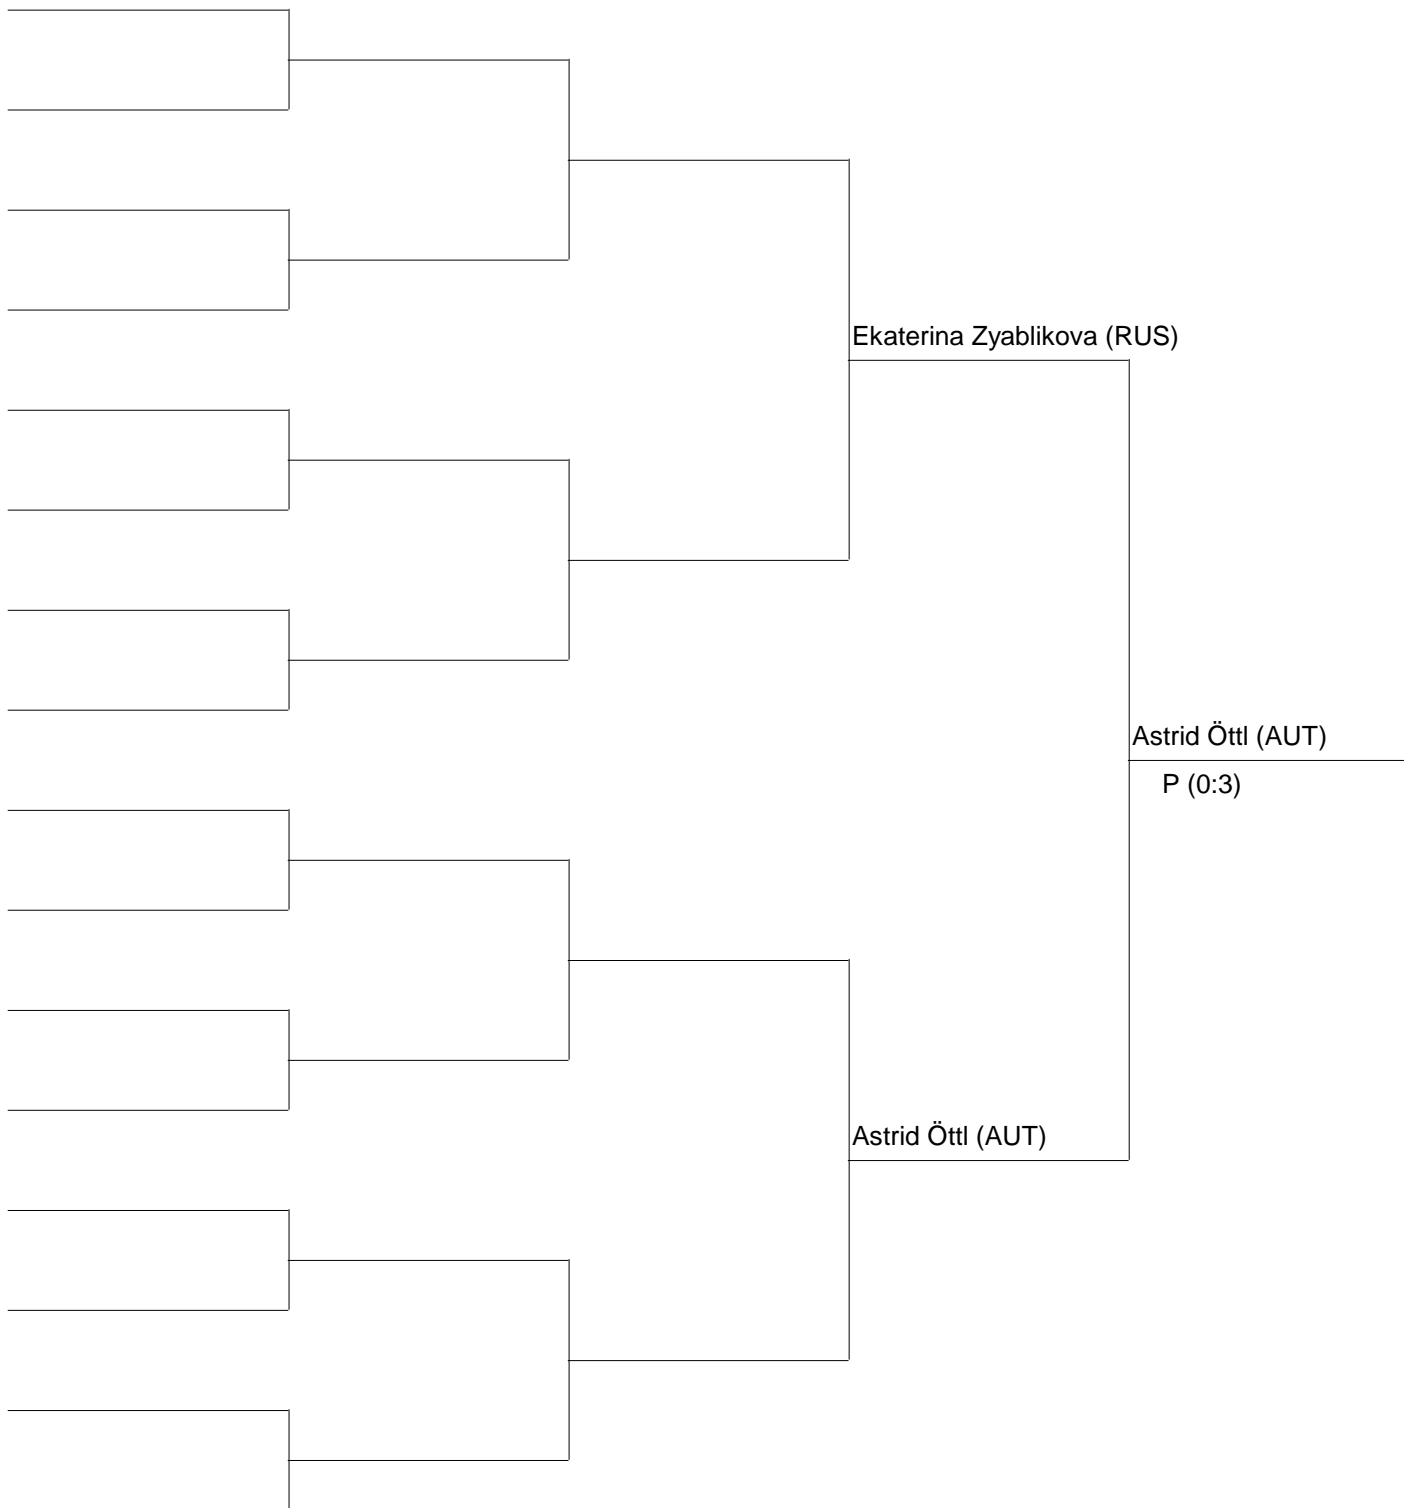 Ekaterina Zyablikova (RUS)
Astrid Öttl (AUT)
P (0:3)
Astrid Öttl (AUT)